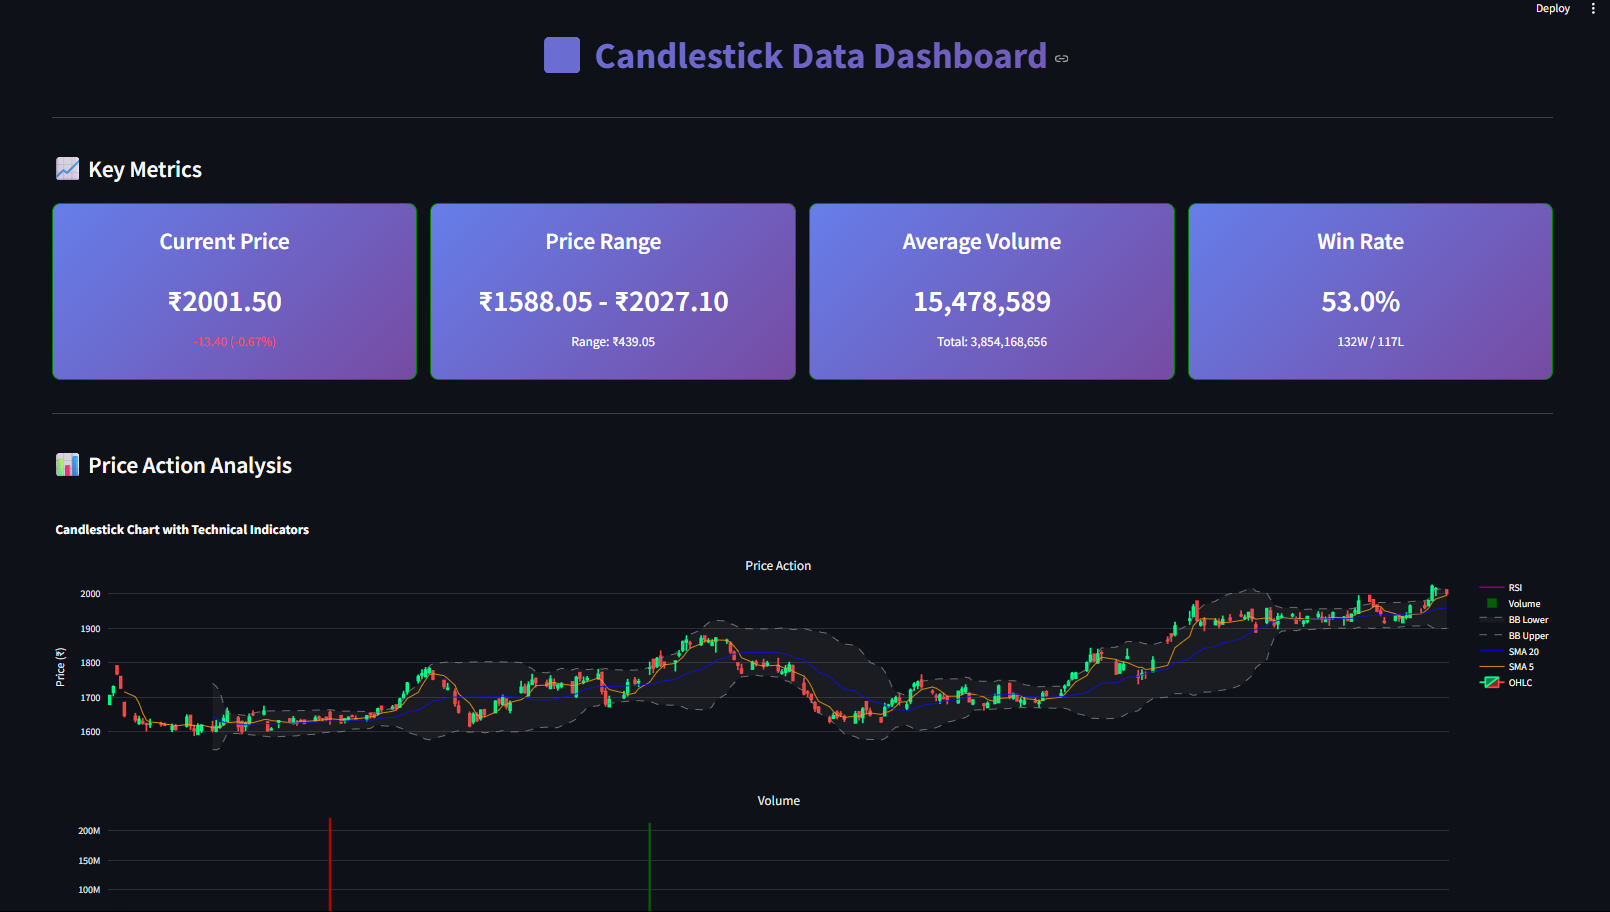 Deploy
Candlestick Data Dashboard
Key Metrics
Current Price
₹2001.50
-13.40 (-0.67%)
Price Range
₹1588.05 - ₹2027.10
Range: ₹439.05
Average Volume
15,478,589
Total: 3,854,168,656
Win Rate
53.0%
132W / 117L
Price Action Analysis
Candlestick Chart with Technical Indicators
Price Action
Price (₹)
2000
1900
1800
1700
1600
RSI
Volume
BB Lower
BB Upper
SMA 20
SMA 5
OHLC
Volume
200M
150M
100M